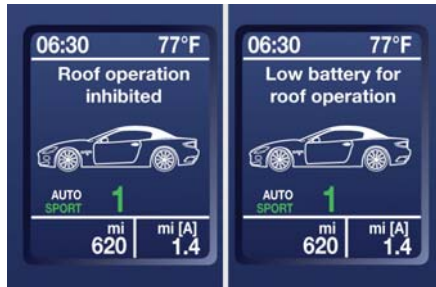 06:30 77°F
Roof operation
inhibited
AUTO
SPORT 1
mi
620
mi [A]
1.4
06:30 77°F
Low battery for
roof operation
AUTO
SPORT 1
mi
620
mi [A]
1.4